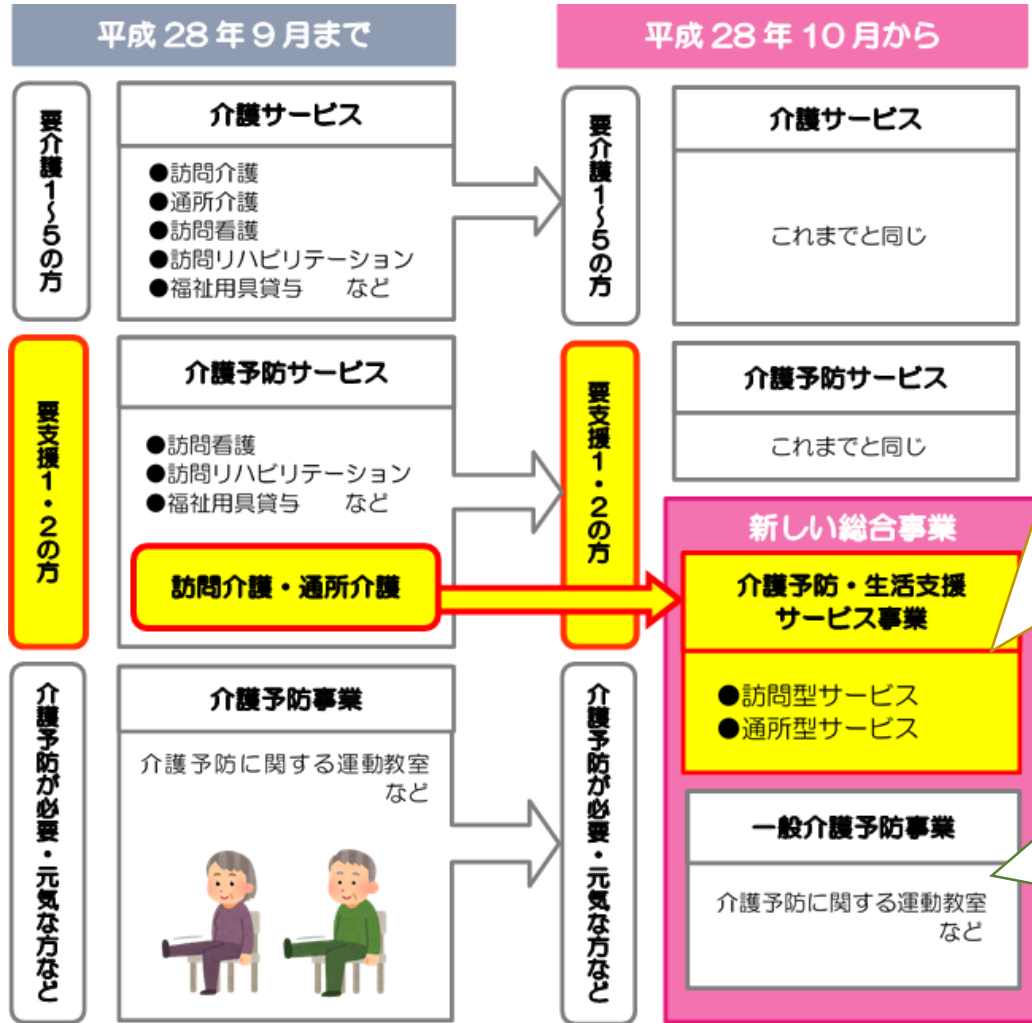 平成28年9月まで
要介護1~5の方
介護サービス
●訪問介護
●通所介護
●訪問看護
●訪問リハビリテーション
●福祉用具貸与　など
要支援1・2の方
介護予防サービス
●訪問看護
●訪問リハビリテーション
●福祉用具貸与　など
訪問介護・通所介護
介護予防が必要・元気な方など
介護予防事業
介護予防に関する運動教室
など
平成28年10月から
要介護1~5の方
介護サービス
これまでと同じ
要支援1・2の方
介護予防サービス
これまでと同じ
新しい総合事業
介護予防・生活支援
サービス事業
●訪問型サービス
●通所型サービス
介護予防が必要・元気な方など
一般介護予防事業
介護予防に関する運動教室
など